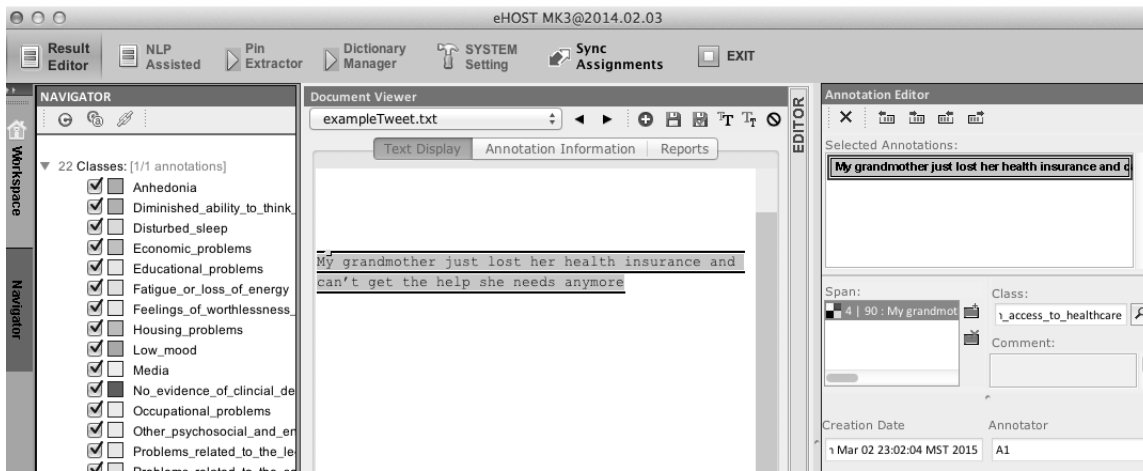 eHOST MK3@2014.02.03
Result Editor
NLP Assisted
Pin Extractor
Dictionary Manager
SYSTEM Setting
Sync Assignments
EXIT
Workspace
Navigator
NAVIGATOR
22 Classes: [1/1 annotations]
Anhedonia
Diminished_ability_to_think_
Disturbed_sleep
Economic_problems
Educational_problems
Fatigue_or_loss_of_energy
Feelings_of_worthlessness_
Housing_problems
Low_mood
Media
No_evidence_of_clincial_de
Occupational_problems
Other_psychosocial_and_en
Problems_related_to_the_le
Document Viewer
exampleTweet.txt
Text Display
Annotation Information
Reports
My grandmother just lost her health insurance and
can't get the help she needs anymore
EDITOR
Annotation Editor
Selected Annotations:
My grandmother just lost her health insurance and c
Span:
4 | 90 : My grandmot
Class:
_access_to_healthcare
Comment:
Creation Date
Mar 02 23:02:04 MST 2015
Annotator
A1